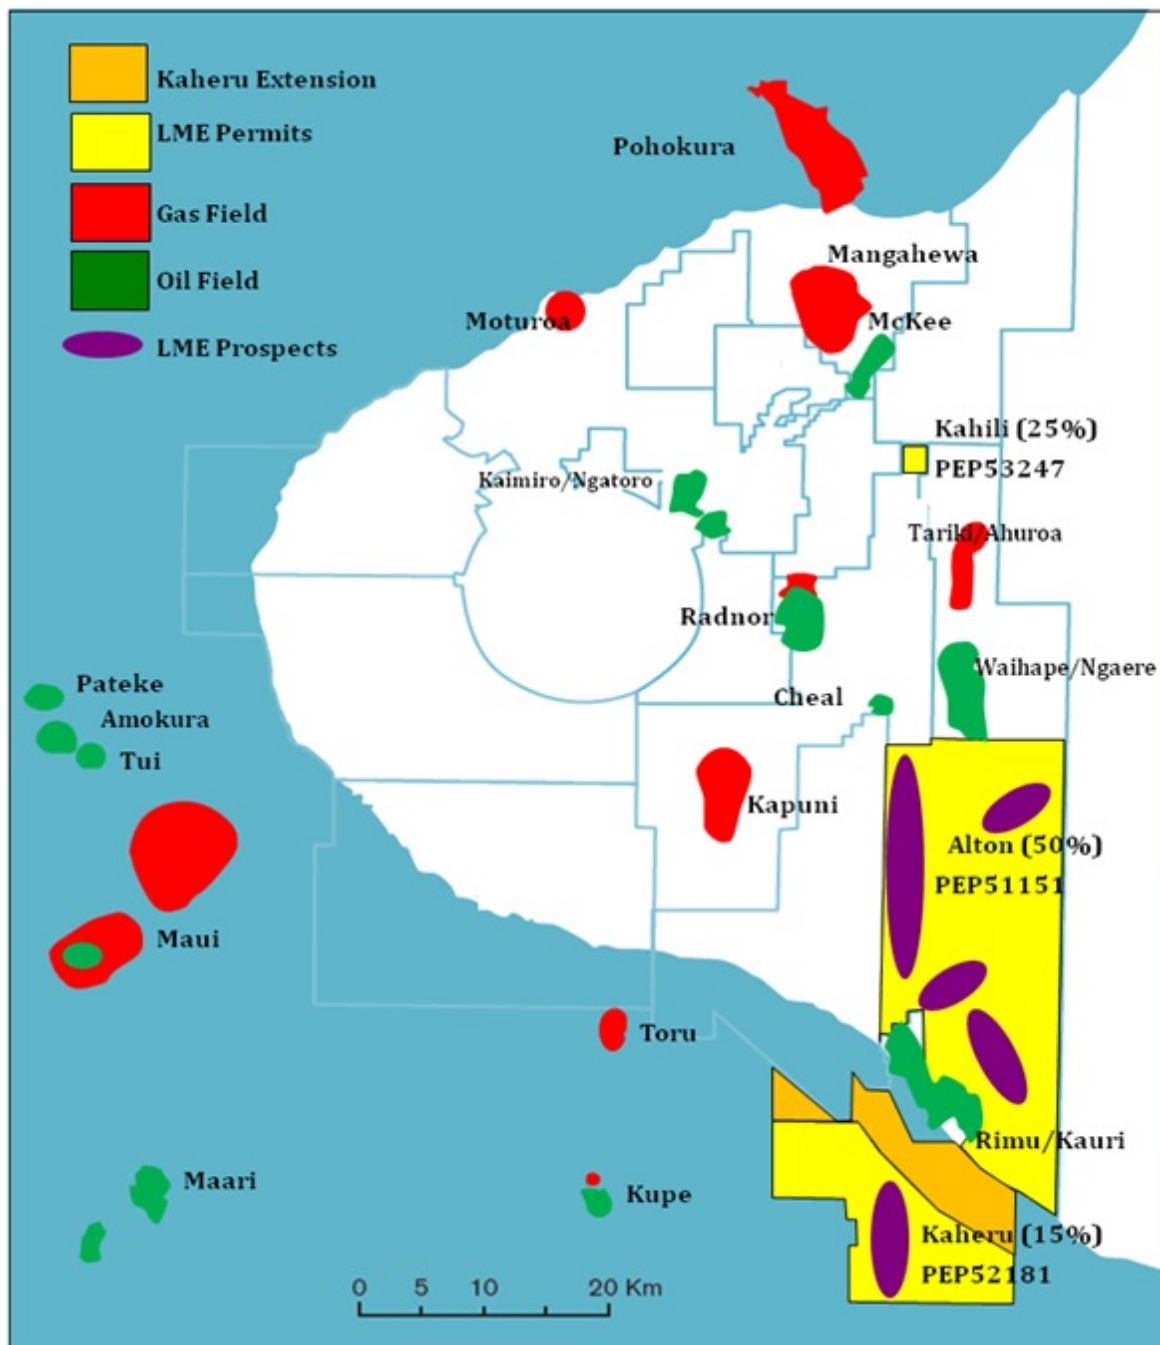 Kaheru Extension
LME Permits
Gas Field
Oil Field
LME Prospects
Pohokura
Mangahewa
Moturoa
McKee
Kahili (25%)
PEP53247
Kaimiro/Ngatoro
Tariki/Ahuroa
Radnor
Waihape/Ngaere
Cheal
Pateke
Amokura
Tui
Kapuni
Alton (50%)
PEP51151
Maui
Toru
Rimu/Kauri
Maari
Kupe
Kaheru (15%)
PEP52181
0 5 10 20 Km